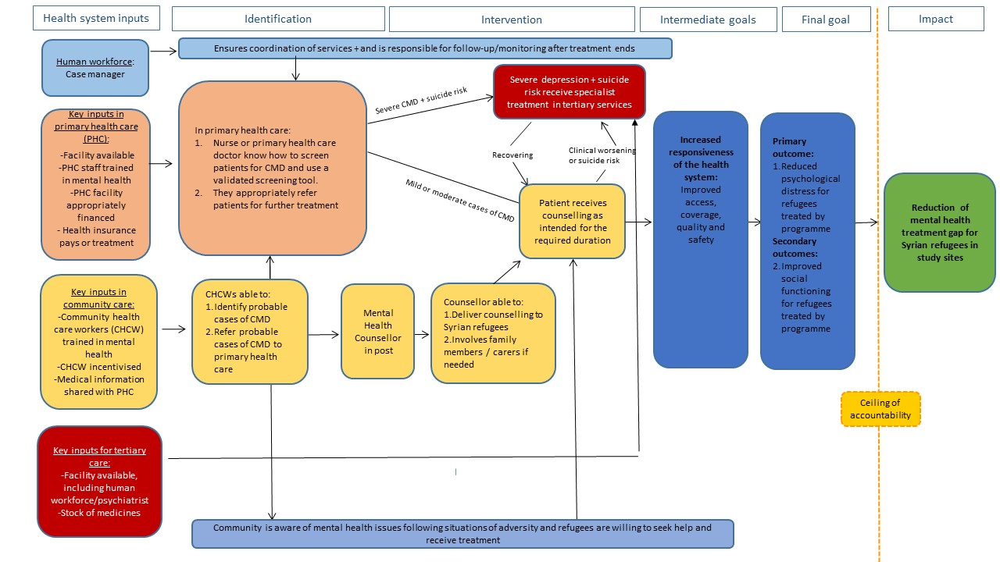 Health system inputs
Identification
Intervention
Intermediate goals
Final goal
Impact
Human workforce:
Case manager
Ensures coordination of services + and is responsible for follow-up/monitoring after treatment ends
Key inputs in
primary health care
(PHC):
-Facility available
-PHC staff trained
in mental health
-PHC facility
appropriately
financed
- Health insurance
pays or treatment
In primary health care:
1. Nurse or primary health care
doctor know how to screen
patients for CMD and use a
validated screening tool.
2. They appropriately refer
patients for further treatment
Severe CMD + suicide risk
Mild or moderate cases of CMD
Severe depression + suicide
risk receive specialist
treatment in tertiary services
Recovering
Clinical worsening
or suicide risk
Patient receives
counselling as
intended for the
required duration
Increased
responsiveness
of the health
system:
Improved
access,
coverage,
quality and
safety
Primary
outcome:
1.Reduced
psychological
distress for
refugees
treated by
programme
Secondary
outcomes:
2.Improved
social
functioning
for refugees
treated by
programme
Reduction of
mental health
treatment gap for
Syrian refugees in
study sites
Key inputs in
community care:
-Community health
care workers (CHCW)
trained in mental
health
-CHCW incentivised
-Medical information
shared with PHC
CHCWs able to:
1.Identify probable
cases of CMD
2.Refer probable
cases of CMD to
primary health
care
Mental
Health
Counsellor
in post
Counsellor able to:
1.Deliver counselling to
Syrian refugees
2.Involves family
members / carers if
needed
Ceiling of
accountability
Key inputs for tertiary
care:
-Facility available,
including human
workforce/psychiatrist
-Stock of medicines
Community is aware of mental health issues following situations of adversity and refugees are willing to seek help and
receive treatment